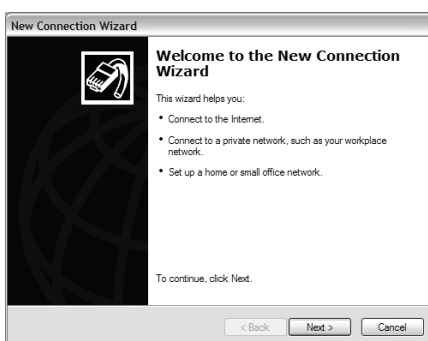 New Connection Wizard
Welcome to the New Connection
Wizard
This wizard helps you:
• Connect to the Internet.
• Connect to a private network, such as your workplace
network.
• Set up a home or small office network.
To continue, click Next.
< Back Next > Cancel